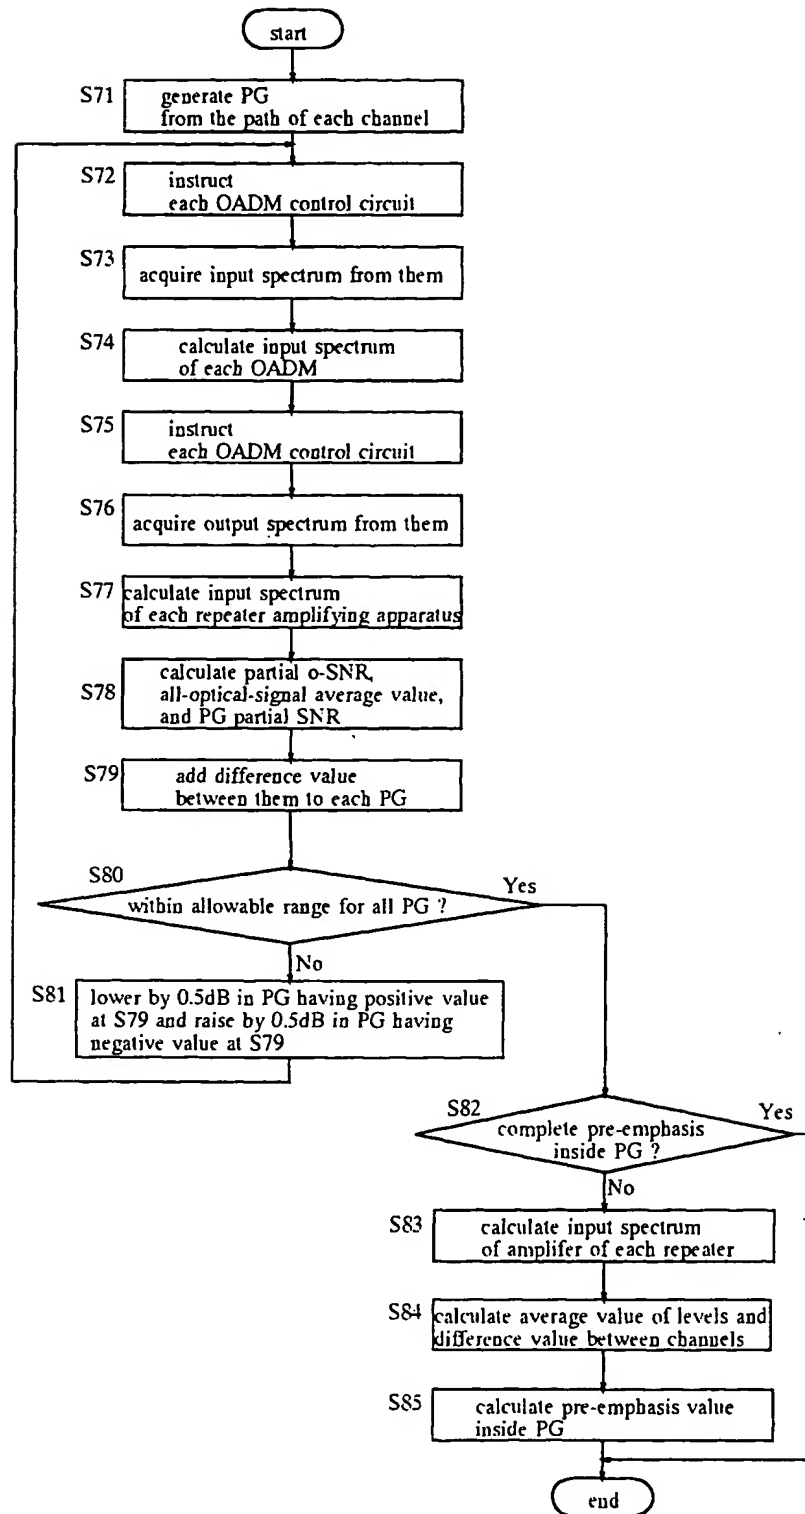 start
S71
generate PG
from the path of each channel
S72
instruct
each OADM control circuit
S73
acquire input spectrum from them
S74
calculate input spectrum
of each OADM
S75
instruct
each OADM control circuit
S76
acquire output spectrum from them
S77
calculate input spectrum
of each repeater amplifying apparatus
S78
calculate partial o-SNR,
all-optical-signal average value,
and PG partial SNR
S79
add difference value
between them to each PG
S80
Yes
within allowable range for all PG ?
No
S81
lower by 0.5dB in PG having positive value
at S79 and raise by 0.5dB in PG having
negative value at S79
S82
Yes
complete pre-emphasis
inside PG ?
No
S83
calculate input spectrum
of amplifer of each repeater
S84
calculate average value of levels and
difference value between channels
S85
calculate pre-emphasis value
inside PG
end